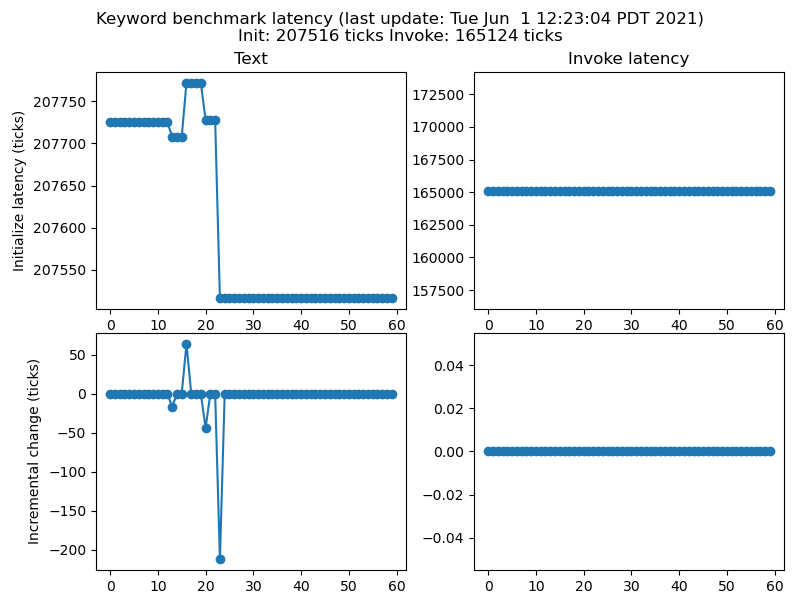 Keyword benchmark latency (last update: Tue Jun  1 12:23:04 PDT 2021)
Init: 207516 ticks Invoke: 165124 ticks
Text
Initialize latency (ticks)
207750
207700
207650
207600
207550
0 10 20 30 40 50 60
Invoke latency
172500
170000
167500
165000
162500
160000
157500
0 10 20 30 40 50 60
Incremental change (ticks)
50
0
−50
−100
−150
−200
0 10 20 30 40 50 60
0.04
0.02
0.00
−0.02
−0.04
0 10 20 30 40 50 60